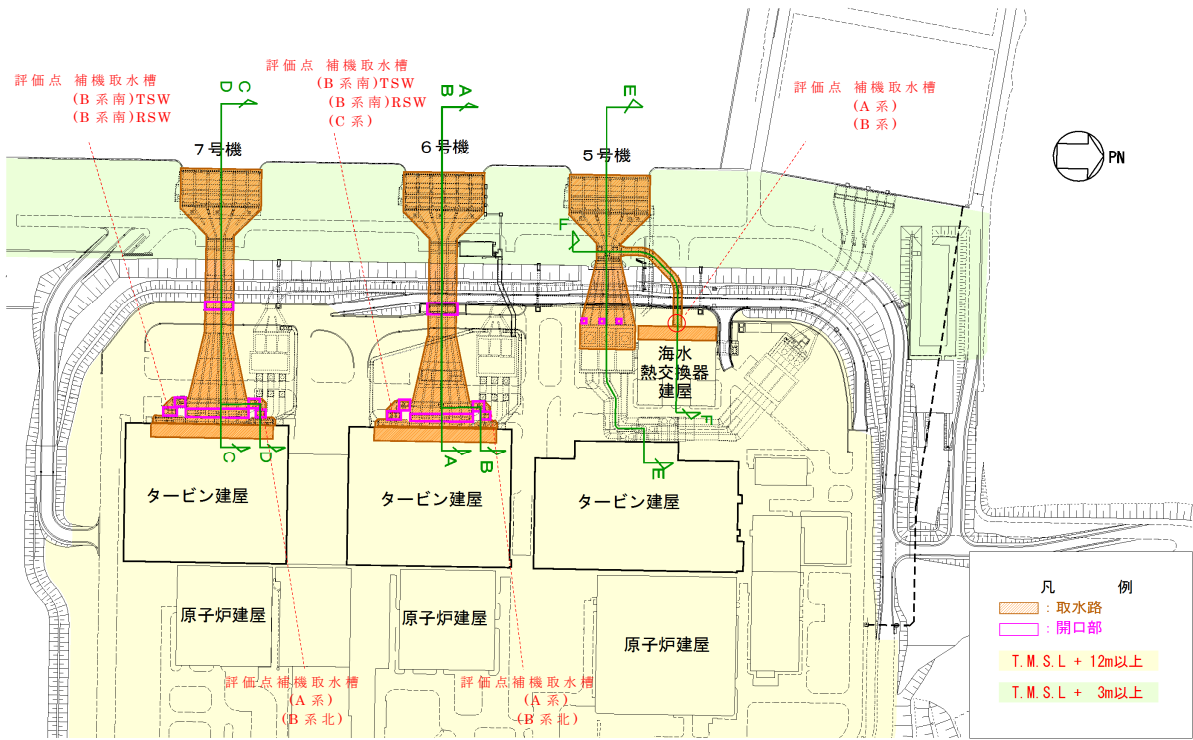 評価点 補機取水槽
(B系南)TSW
(B系南)RSW
評価点 補機取水槽
(B系南)TSW
(B系南)RSW
(C系)
評価点 補機取水槽
(A系)
(B系)
C
D
A
B
E
7号機
6号機
5号機
PN
F
海水
熱交換器
建屋
F
C
D
A
B
E
タービン建屋
タービン建屋
タービン建屋
原子炉建屋
原子炉建屋
原子炉建屋
評価点補機取水槽
(A系)
(B系北)
評価点補機取水槽
(A系)
(B系北)
凡 例
：取水路
：開口部
T.M.S.L + 12m以上
T.M.S.L + 3m以上